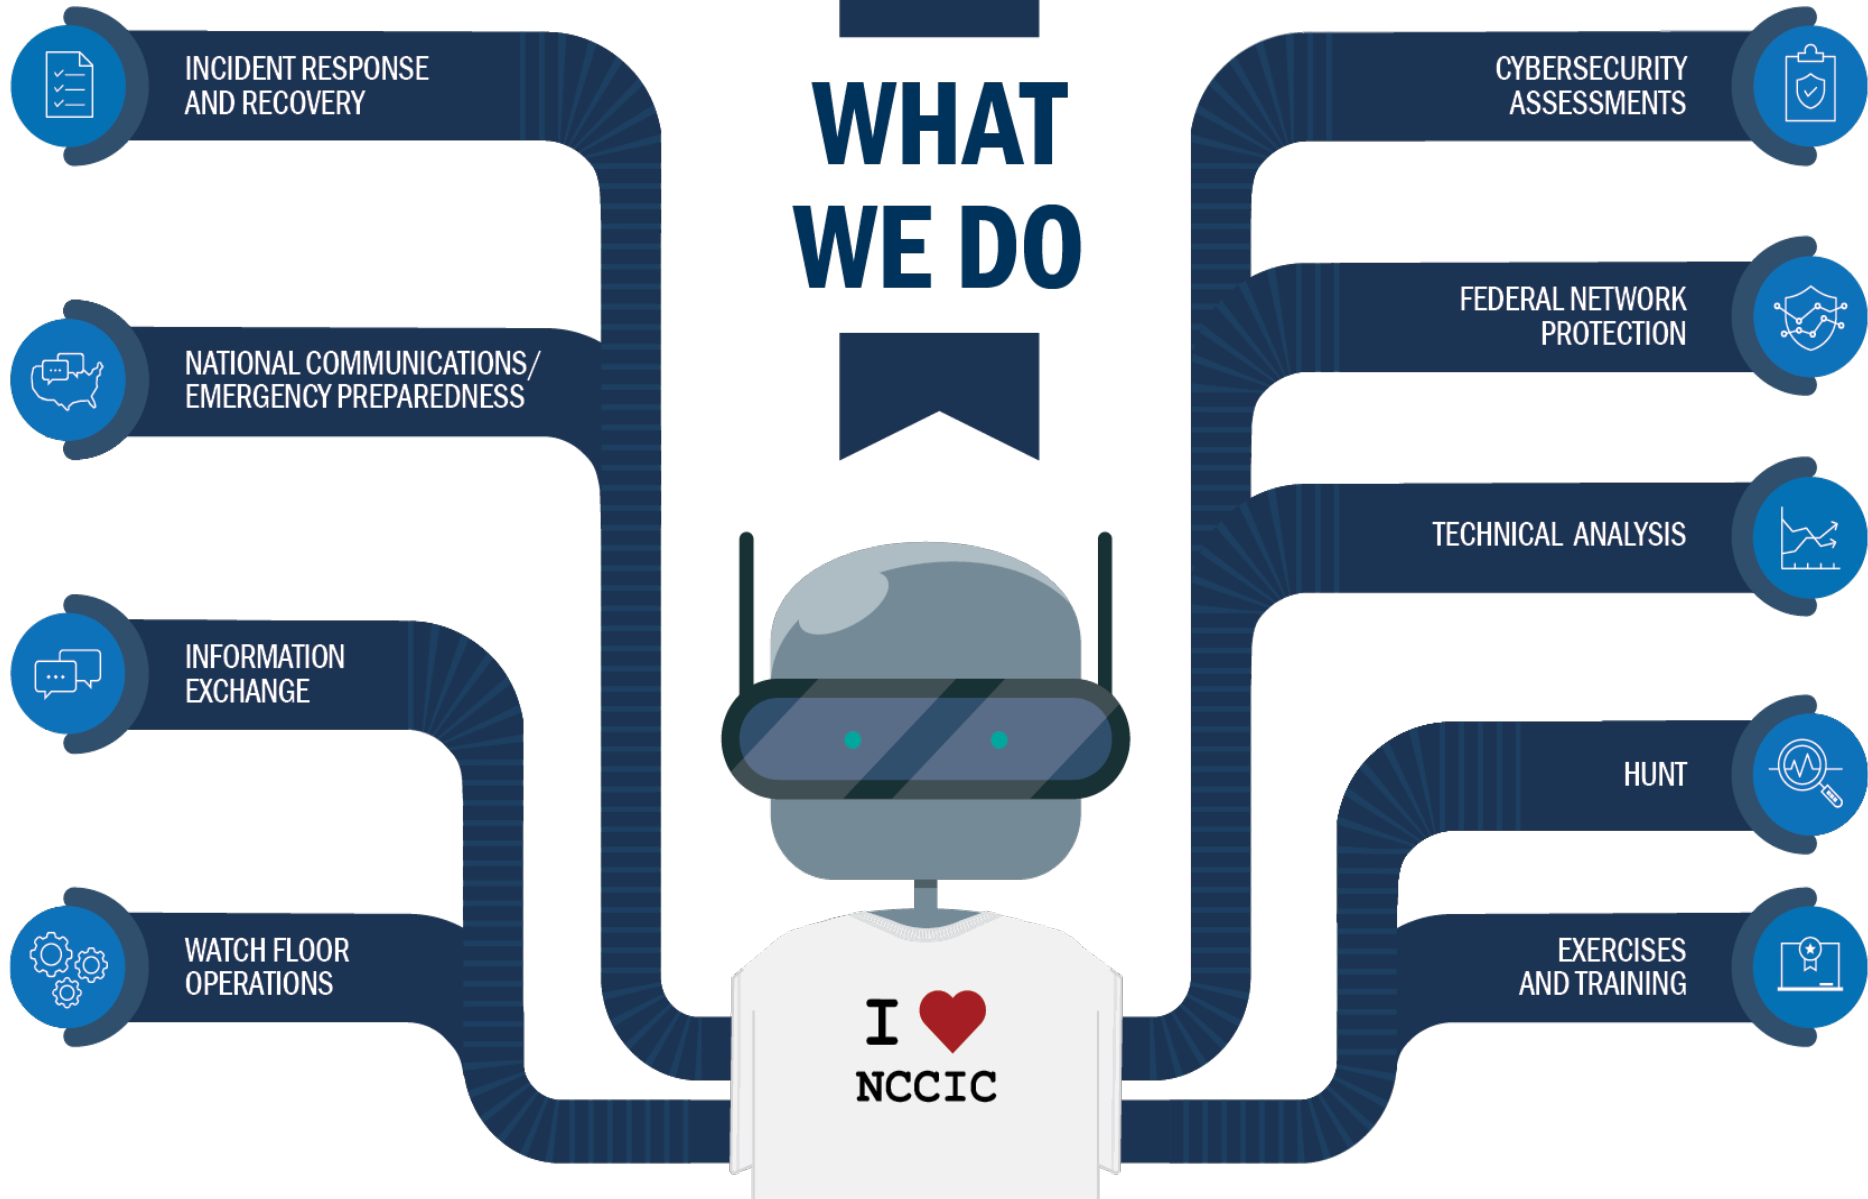 WHAT
WE DO
INCIDENT RESPONSE
AND RECOVERY
NATIONAL COMMUNICATIONS/
EMERGENCY PREPAREDNESS
INFORMATION
EXCHANGE
WATCH FLOOR
OPERATIONS
CYBERSECURITY
ASSESSMENTS
FEDERAL NETWORK
PROTECTION
TECHNICAL ANALYSIS
HUNT
EXERCISES
AND TRAINING
I ♥
NCCIC